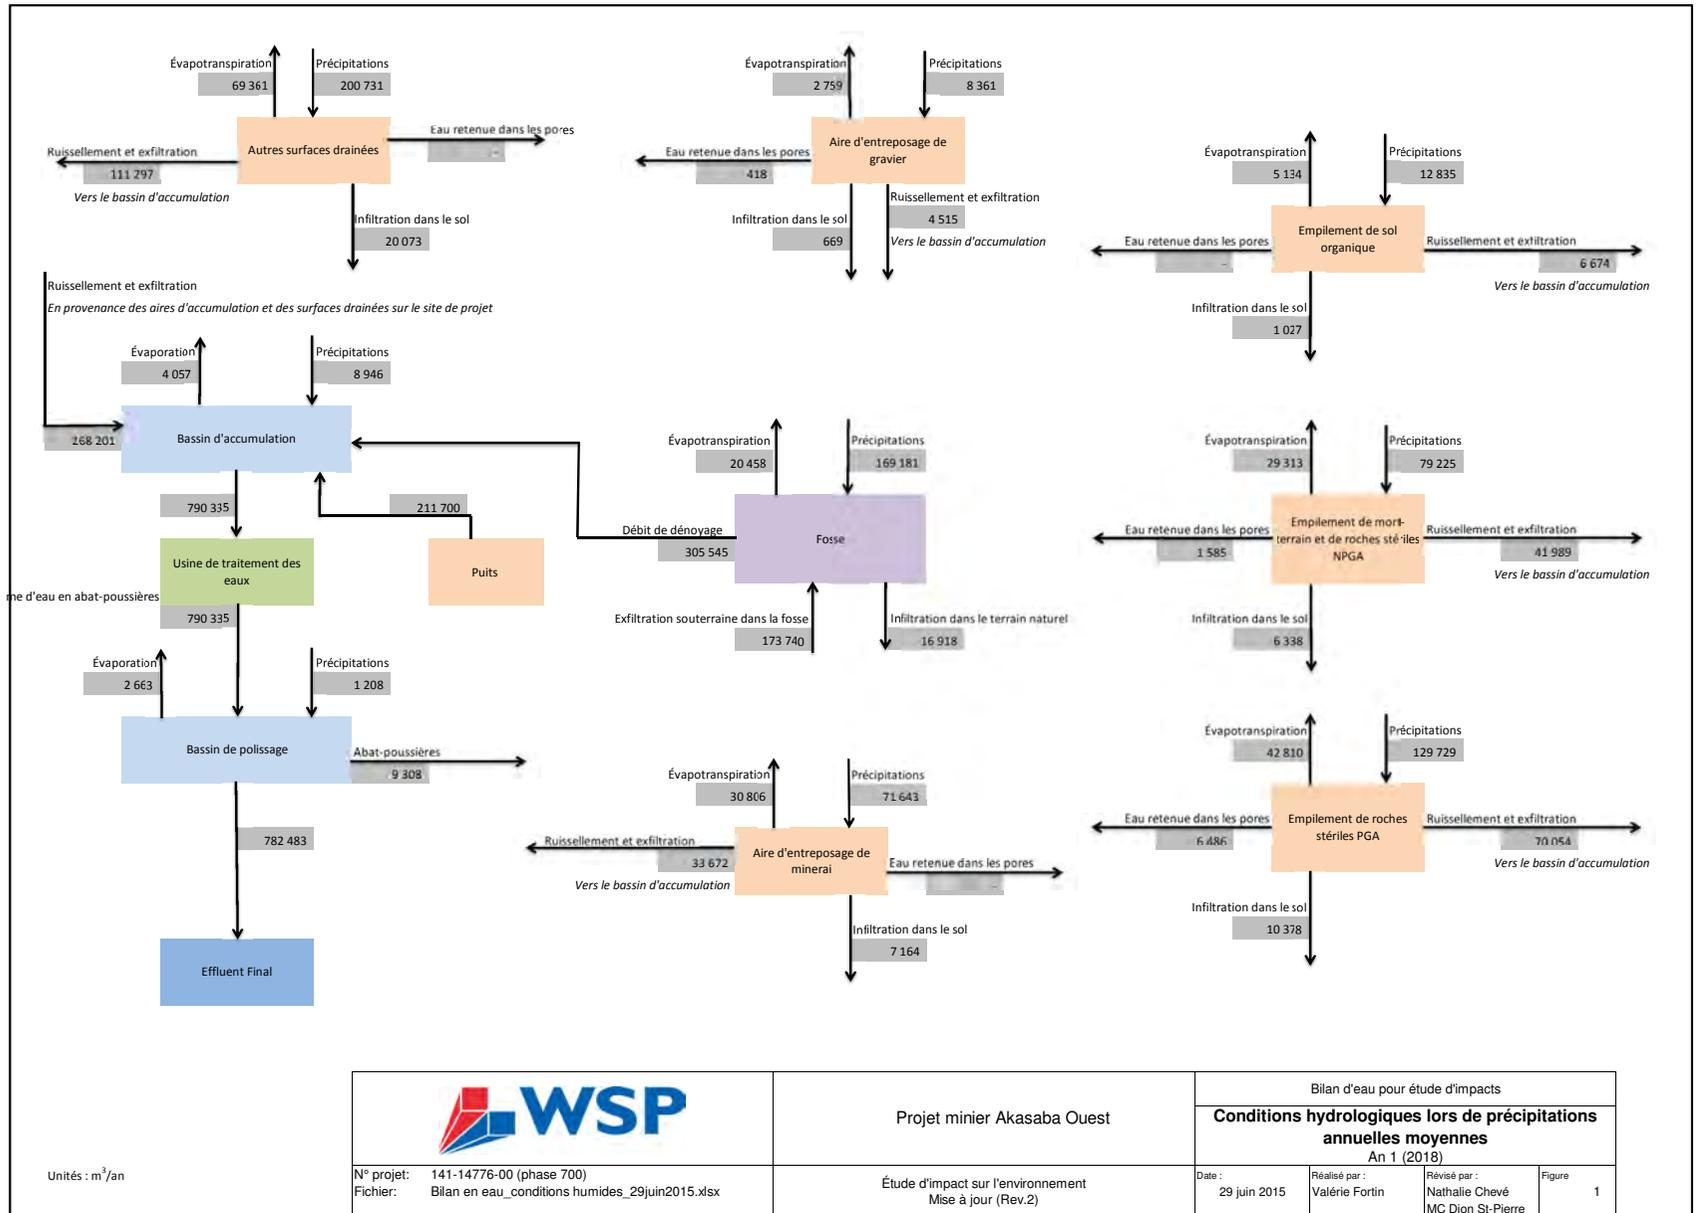 Évapotranspiration
69 361
Précipitations
200 731
Autres surfaces drainées
Eau retenue dans les pores
-
Ruissellement et exfiltration
111 297
Vers le bassin d'accumulation
Infiltration dans le sol
20 073
Évapotranspiration
2 759
Précipitations
8 361
Aire d'entreposage de
gravier
Eau retenue dans les pores
418
Infiltration dans le sol
669
Ruissellement et exfiltration
4 515
Vers le bassin d'accumulation
Évapotranspiration
5 134
Précipitations
12 835
Empilement de sol
organique
Eau retenue dans les pores
-
Ruissellement et exfiltration
6 674
Vers le bassin d'accumulation
Infiltration dans le sol
1 027
Ruissellement et exfiltration
En provenance des aires d'accumulation et des surfaces drainées sur le site de projet
Évaporation
4 057
Précipitations
8 946
268 201
Bassin d'accumulation
790 335
211 700
Usine de traitement des
eaux
Puits
me d'eau en abat-poussières
790 335
Évaporation
2 663
Précipitations
1 208
Bassin de polissage
Abat-poussières
9 308
782 483
Effluent Final
Évapotranspiration
20 458
Précipitations
169 181
Débit de dénoyage
305 545
Fosse
Exfiltration souterraine dans la fosse
173 740
Infiltration dans le terrain naturel
16 918
Évapotranspiration
30 806
Précipitations
71 643
Ruissellement et exfiltration
33 672
Vers le bassin d'accumulation
Aire d'entreposage de
minerai
Eau retenue dans les pores
-
Infiltration dans le sol
7 164
Évapotranspiration
29 313
Précipitations
79 225
Eau retenue dans les pores
1 585
Empilement de mort-
terrain et de roches stériles
NPGA
Ruissellement et exfiltration
41 989
Vers le bassin d'accumulation
Infiltration dans le sol
6 338
Évapotranspiration
42 810
Précipitations
129 729
Eau retenue dans les pores
6 486
Empilement de roches
stériles PGA
Ruissellement et exfiltration
70 054
Vers le bassin d'accumulation
Infiltration dans le sol
10 378
Unités : m³/an
WSP
N° projet: 141-14776-00 (phase 700)
Fichier: Bilan en eau_conditions humides_29juin2015.xlsx
Projet minier Akasaba Ouest
Étude d'impact sur l'environnement
Mise à jour (Rev.2)
Bilan d'eau pour étude d'impacts
Conditions hydrologiques lors de précipitations
annuelles moyennes
An 1 (2018)
Date :
29 juin 2015
Réalisé par :
Valérie Fortin
Révisé par :
Nathalie Chevé
MC Dion St-Pierre
Figure
1